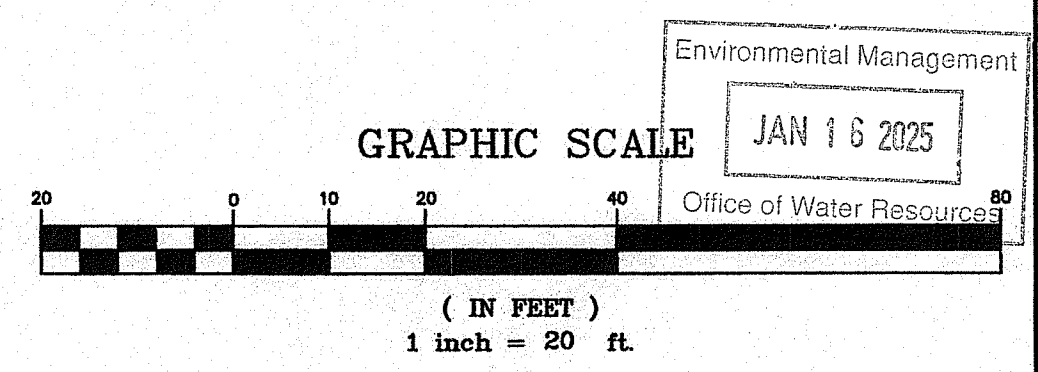 Environmental Management
JAN 16 2025
Office of Water Resources
GRAPHIC SCALE
20 0 10 20 40 80
( IN FEET )
1 inch = 20 ft.